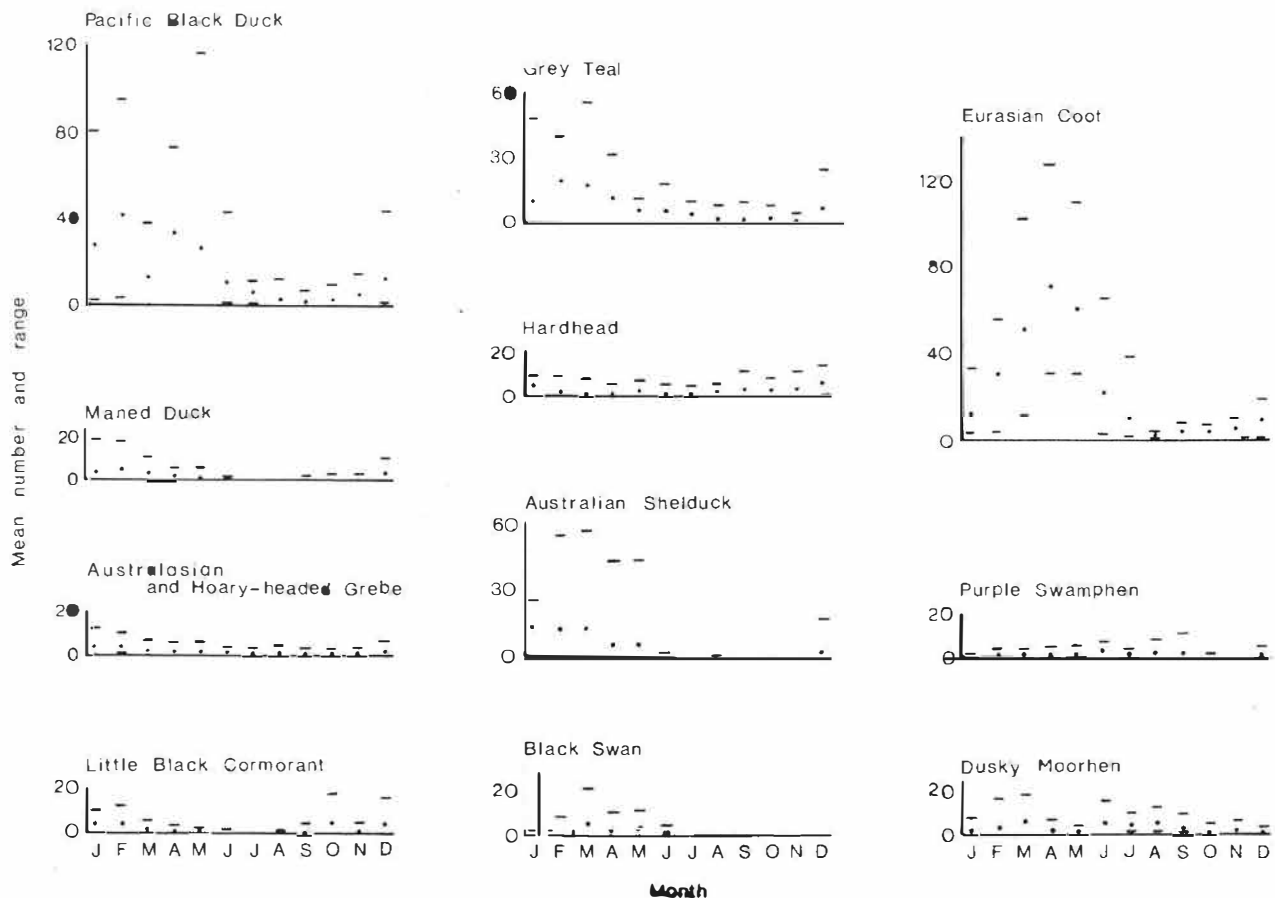 Pacific Black Duck
120
80
40
0
Grey Teal
60
30
0
Eurasian Coot
120
80
40
0
Mean number and range
Maned Duck
20
0
Hardhead
20
0
Australasian
and Hoary-headed Grebe
20
0
Australian Shelduck
60
30
0
Purple Swamphen
20
0
Little Black Cormorant
20
0
J F M A M J J A S O N D
Black Swan
20
0
J F M A M J J A S O N D
Dusky Moorhen
20
0
J F M A M J J A S O N D
Month